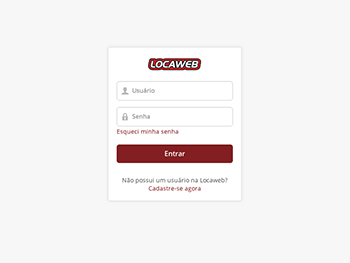 LOCAWEB
Usuário
Senha
Esqueci minha senha
Entrar
Não possui um usuário na Locaweb?
Cadastre-se agora